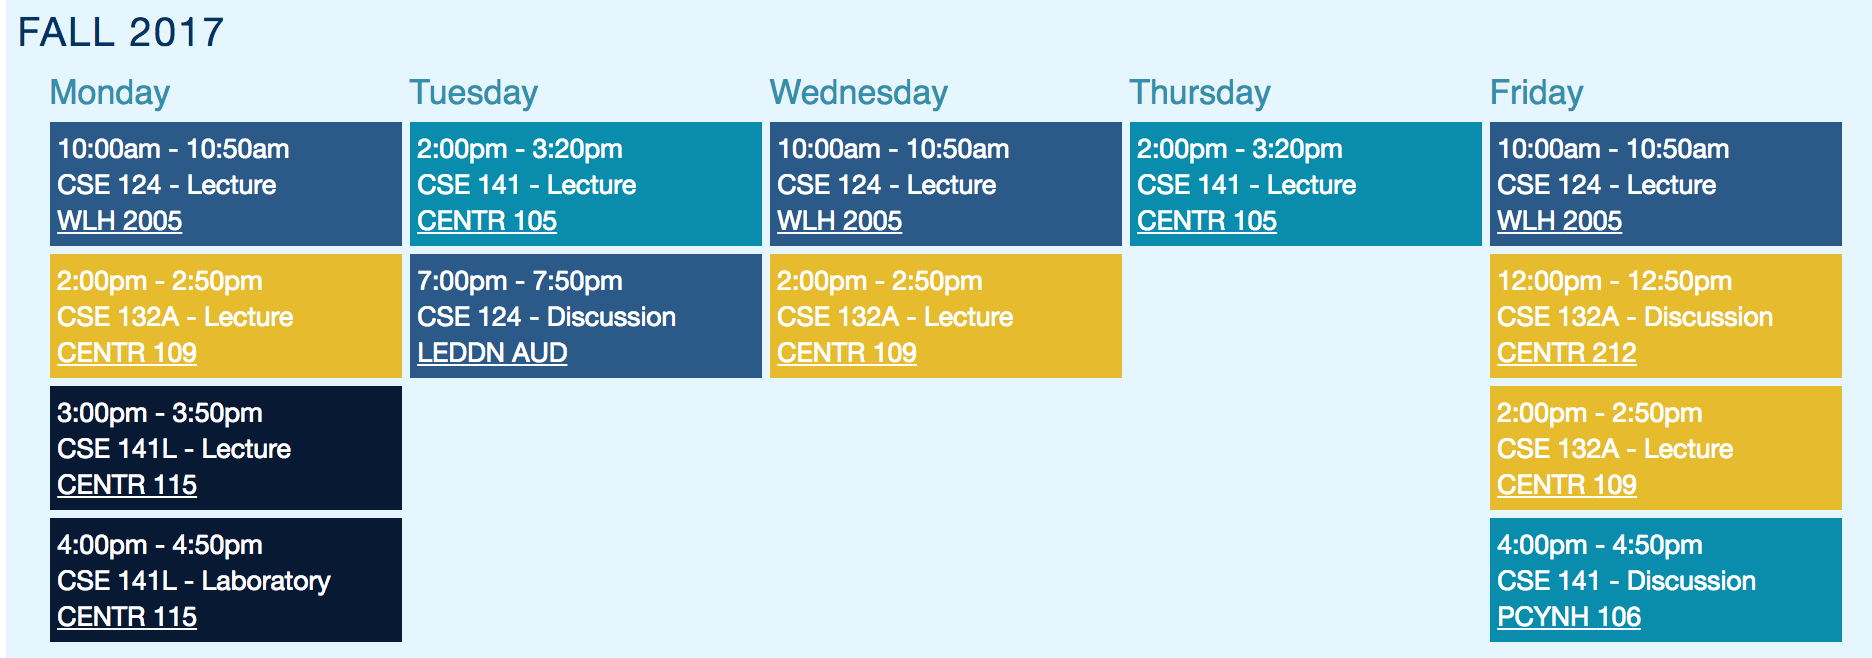 FALL 2017
Monday
10:00am - 10:50am
CSE 124 - Lecture
WLH 2005
2:00pm - 2:50pm
CSE 132A - Lecture
CENTR 109
3:00pm - 3:50pm
CSE 141L - Lecture
CENTR 115
4:00pm - 4:50pm
CSE 141L - Laboratory
CENTR 115
Tuesday
2:00pm - 3:20pm
CSE 141 - Lecture
CENTR 105
7:00pm - 7:50pm
CSE 124 - Discussion
LEDDN AUD
Wednesday
10:00am - 10:50am
CSE 124 - Lecture
WLH 2005
2:00pm - 2:50pm
CSE 132A - Lecture
CENTR 109
Thursday
2:00pm - 3:20pm
CSE 141 - Lecture
CENTR 105
Friday
10:00am - 10:50am
CSE 124 - Lecture
WLH 2005
12:00pm - 12:50pm
CSE 132A - Discussion
CENTR 212
2:00pm - 2:50pm
CSE 132A - Lecture
CENTR 109
4:00pm - 4:50pm
CSE 141 - Discussion
PCYNH 106